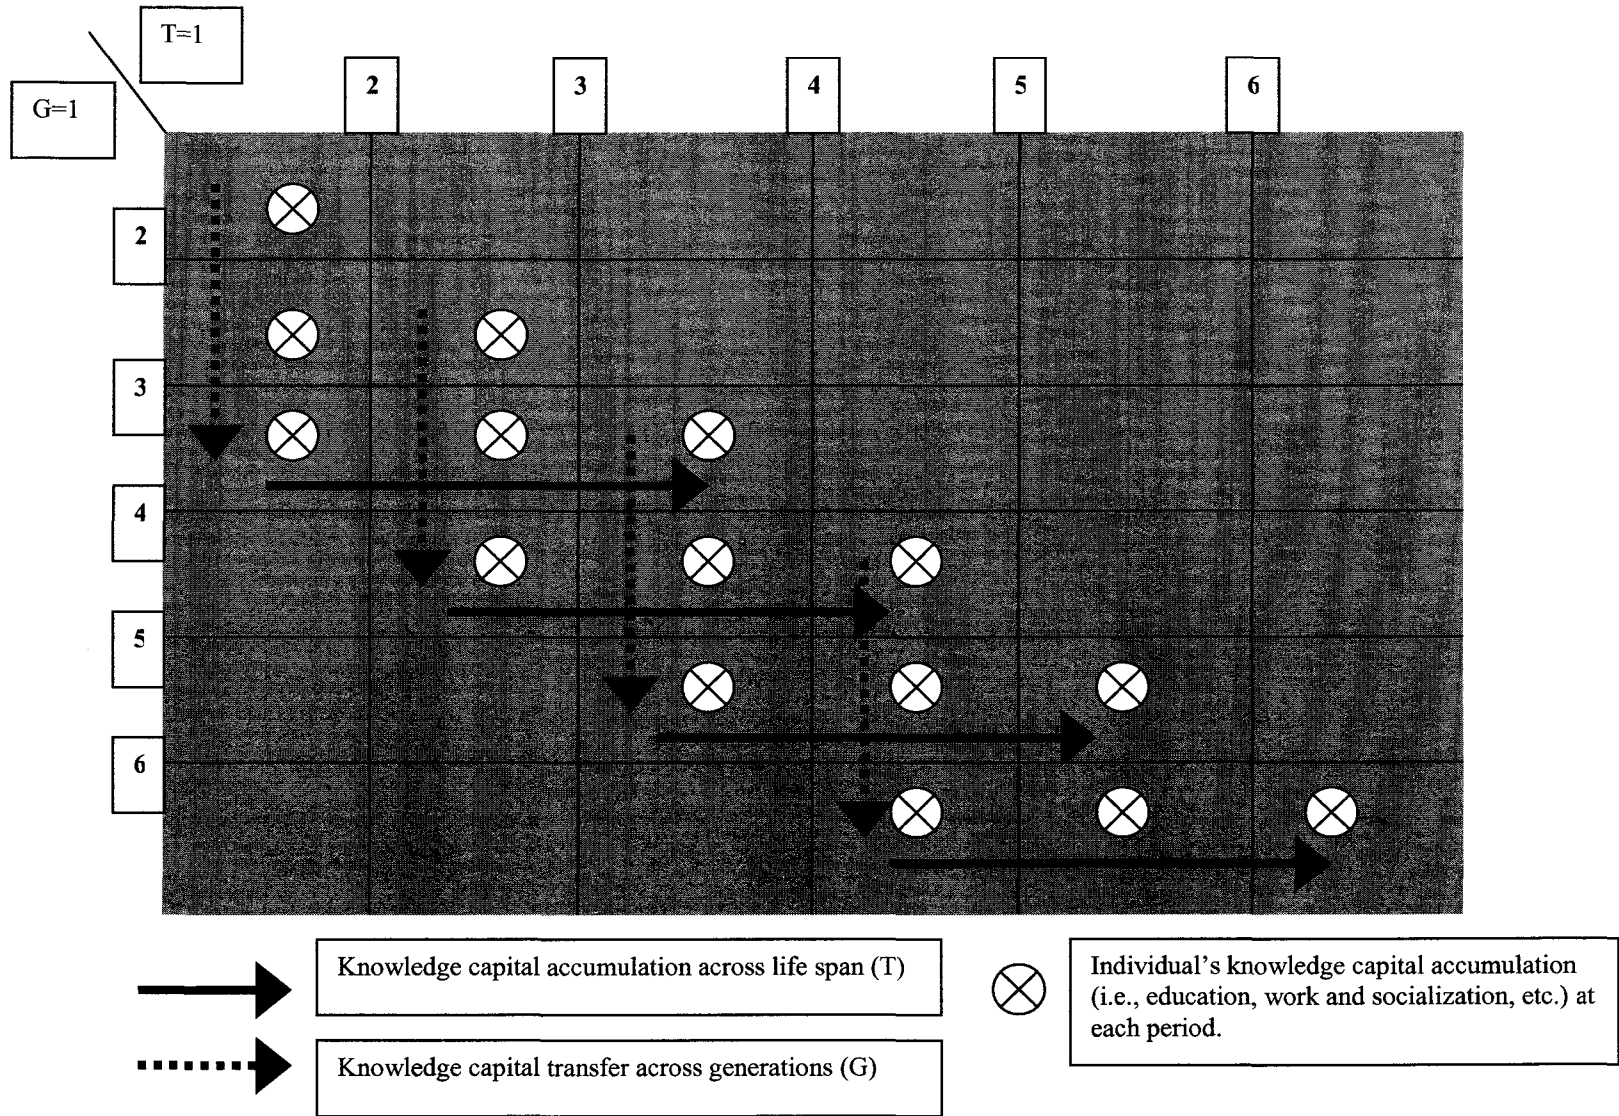 T=1
G=1
2
3
4
5
6
2
3
4
5
6
Knowledge capital accumulation across life span (T)
Knowledge capital transfer across generations (G)
Individual's knowledge capital accumulation
(i.e., education, work and socialization, etc.) at
each period.